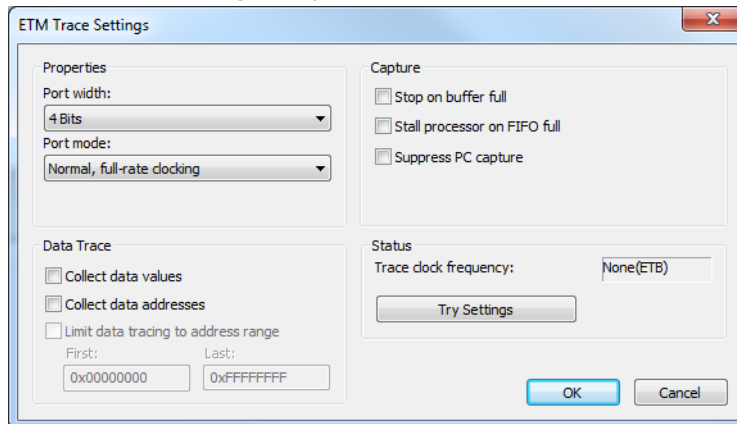 ETM Trace Settings
Properties
Port width:
4 Bits
Port mode:
Normal, full-rate clocking
Capture
Stop on buffer full
Stall processor on FIFO full
Suppress PC capture
Data Trace
Collect data values
Collect data addresses
Limit data tracing to address range
First: Last:
0x00000000 0xFFFFFFFF
Status
Trace clock frequency: None(ETB)
Try Settings
OK Cancel